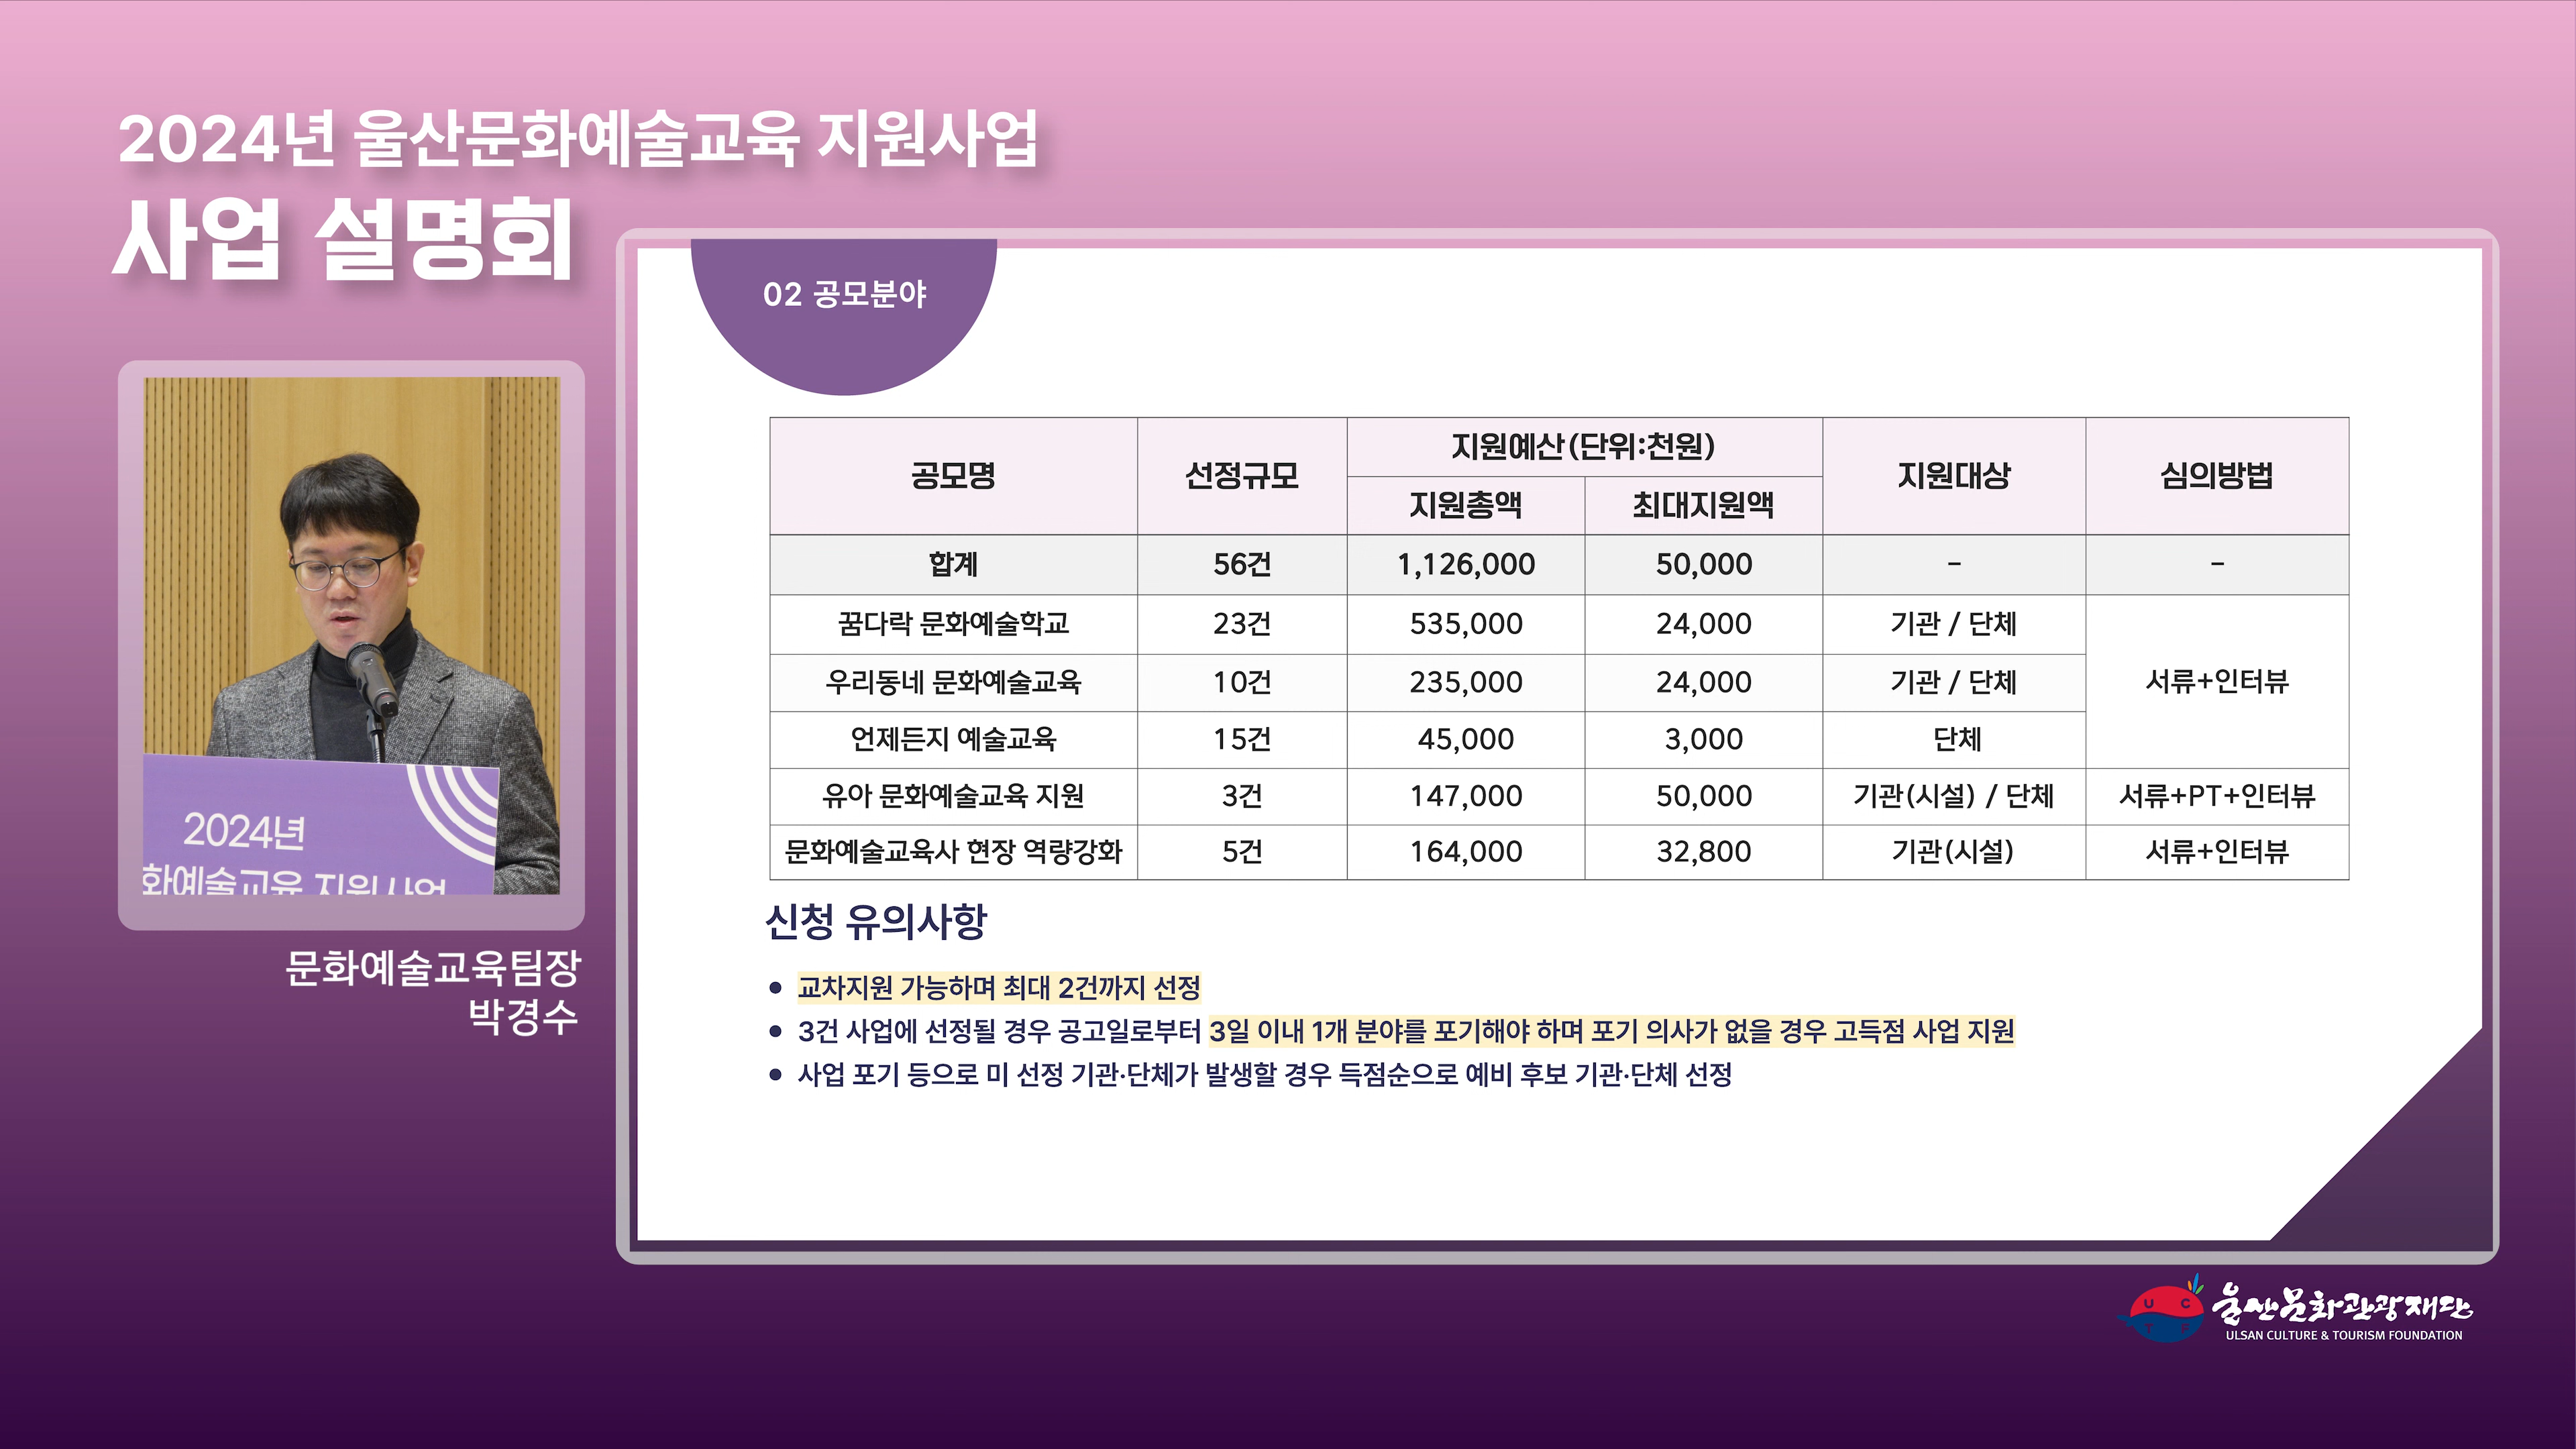 2024년 울산문화예술교육 지원사업
사업 설명회
02 공모분야
공모명 선정규모 지원예산(단위:천원) 지원대상 심의방법
지원총액 최대지원액
합계 56건 1,126,000 50,000 - -
꿈다락 문화예술학교 23건 535,000 24,000 기관 / 단체
우리동네 문화예술교육 10건 235,000 24,000 기관 / 단체 서류+인터뷰
언제든지 예술교육 15건 45,000 3,000 단체
유아 문화예술교육 지원 3건 147,000 50,000 기관(시설) / 단체 서류+PT+인터뷰
문화예술교육사 현장 역량강화 5건 164,000 32,800 기관(시설) 서류+인터뷰
신청 유의사항
• 교차지원 가능하며 최대 2건까지 선정
• 3건 사업에 선정될 경우 공고일로부터 3일 이내 1개 분야를 포기해야 하며 포기 의사가 없을 경우 고득점 사업 지원
• 사업 포기 등으로 미 선정 기관·단체가 발생할 경우 득점순으로 예비 후보 기관·단체 선정
2024년
화예술교육 지원사업
문화예술교육팀장
박경수
U C
T F
울산문화관광재단
ULSAN CULTURE & TOURISM FOUNDATION